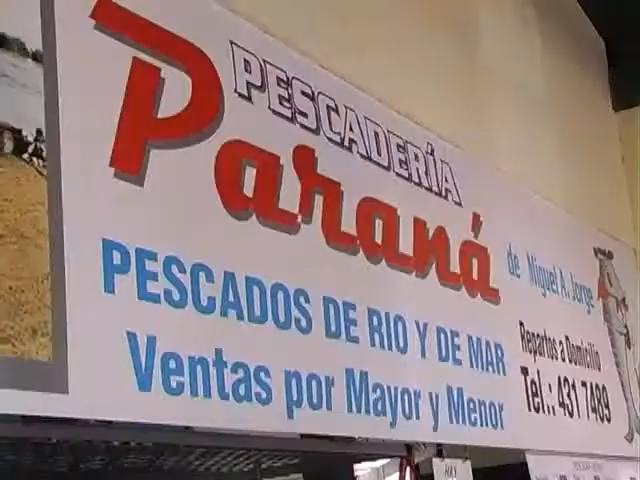 PESCADERÍA
Paraná
de Miguel A. Jorge
PESCADOS DE RIO Y DE MAR
Ventas por Mayor y Menor
Repartos a Domicilio
Tel.: 431 7489